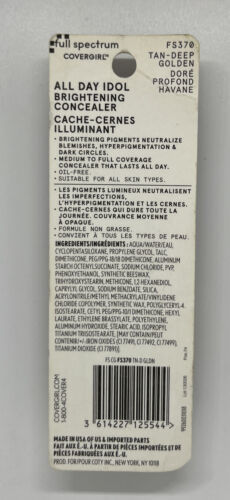 full spectrum
COVERGIRL
FS370
TAN-DEEP
GOLDEN
DORÉ
PROFOND
HAVANE
ALL DAY IDOL
BRIGHTENING
CONCEALER
CACHE-CERNES
ILLUMINANT
• BRIGHTENING PIGMENTS NEUTRALIZE
BLEMISHES, HYPERPIGMENTATION &
DARK CIRCLES.
• MEDIUM TO FULL COVERAGE
CONCEALER THAT LASTS ALL DAY.
• OIL-FREE.
• SUITABLE FOR ALL SKIN TYPES.
• LES PIGMENTS LUMINEUX NEUTRALISENT
LES IMPERFECTIONS,
L'HYPERPIGMENTATION ET LES CERNES.
• CACHE-CERNES QUI DURE TOUTE LA
JOURNÉE. COUVRANCE MOYENNE
À OPAQUE.
• FORMULE NON GRASSE.
• CONVIENT À TOUS LES TYPES DE PEAU.
INGREDIENTS/INGRÉDIENTS: AQUA/WATER/EAU,
CYCLOPENTASILOXANE, PROPYLENE GLYCOL, TALC,
DIMETHICONE, PEG/PPG-18/18 DIMETHICONE, ALUMINUM
STARCH OCTENYLSUCCINATE, SODIUM CHLORIDE, PVP,
PHENOXYETHANOL, SYNTHETIC BEESWAX,
TRIHYDROXYSTEARIN, METHICONE, 1,2-HEXANEDIOL,
CAPRYLYL GLYCOL, SODIUM BENZOATE, SILICA,
ACRYLONITRILE/METHYL METHACRYLATE/VINYLIDENE
CHLORIDE COPOLYMER, SYNTHETIC WAX, POLYGLYCERYL-4
ISOSTEARATE, CETYL PEG/PPG-10/1 DIMETHICONE, HEXYL
LAURATE, ETHYLENE BRASSYLATE, POLYETHYLENE,
ALUMINUM HYDROXIDE, STEARIC ACID, ISOPROPYL
TITANIUM TRIISOSTEARATE, [MAY CONTAIN/PEUT
CONTENIR/+/-:IRON OXIDES (CI 77491, CI 77492, CI 77499),
TITANIUM DIOXIDE (CI 77891)].
FS CG FS370 TN-D GLDN
COVERGIRL.COM
1-800-4COVER4
3 614227 125544
MADE IN USA OF US & IMPORTED PARTS
FAIT AUX É.-U. À PARTIR DE PIÈCES IMPORTÉES ET DE
PIÈCES FABRIQUÉES AUX É.-U.
PROD. FOR/POUR COTY INC., NEW YORK, NY 10118